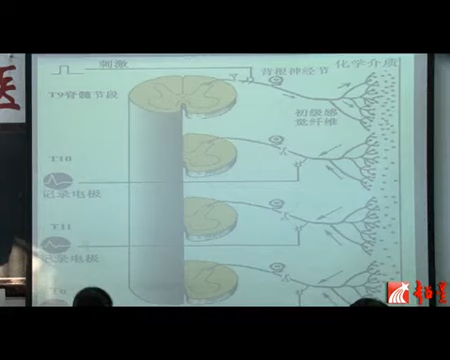 医
刺激
背根神经节
化学介质
T9脊髓节段
初级感
觉纤维
T10
记录电极
T11
记录电极